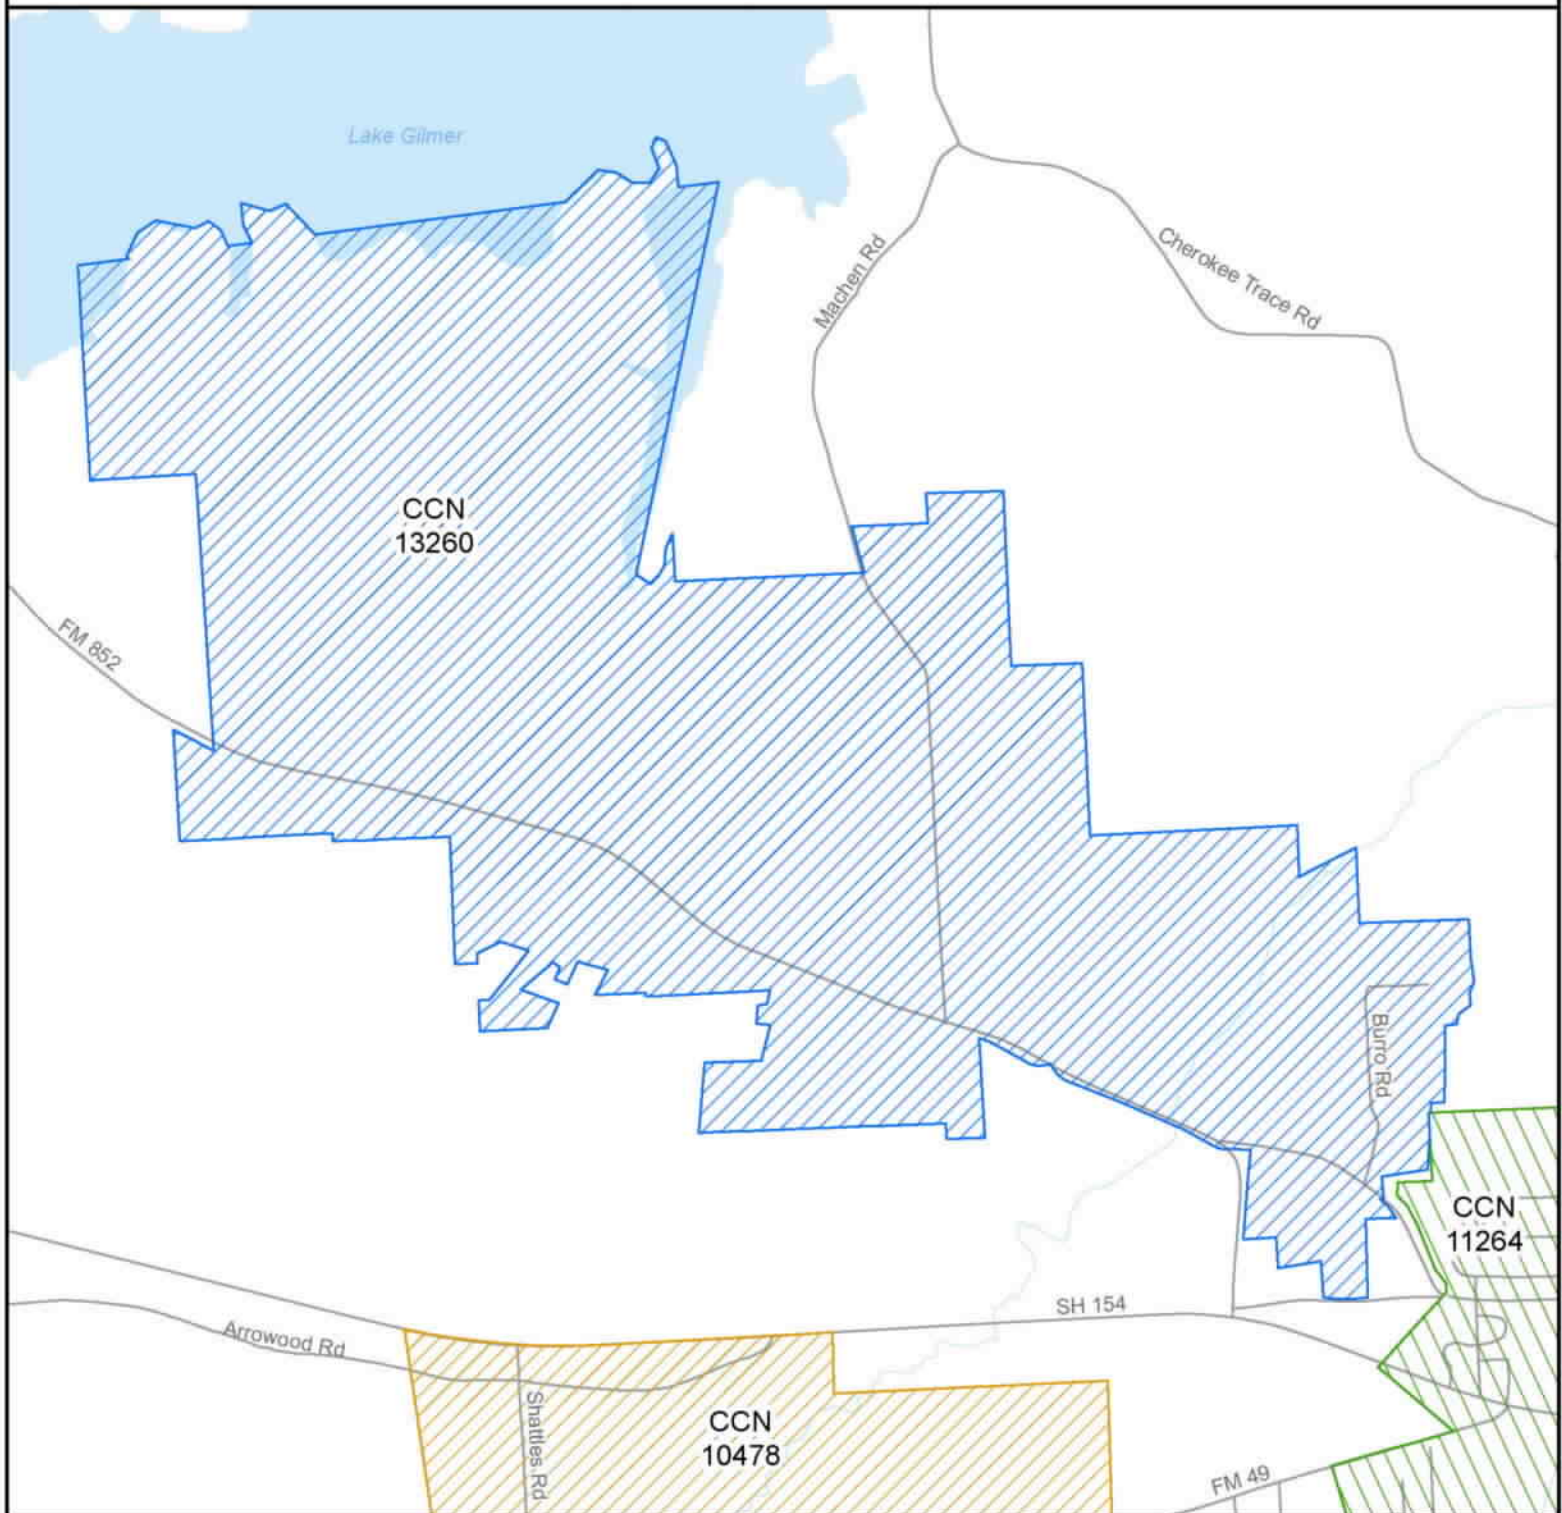 Lake Gilmer
Machen Rd
Cherokee Trace Rd
CCN
13260
FM 852
Burro Rd
CCN
11264
SH 154
Arrowood Rd
Shattles Rd
CCN
10478
FM 49